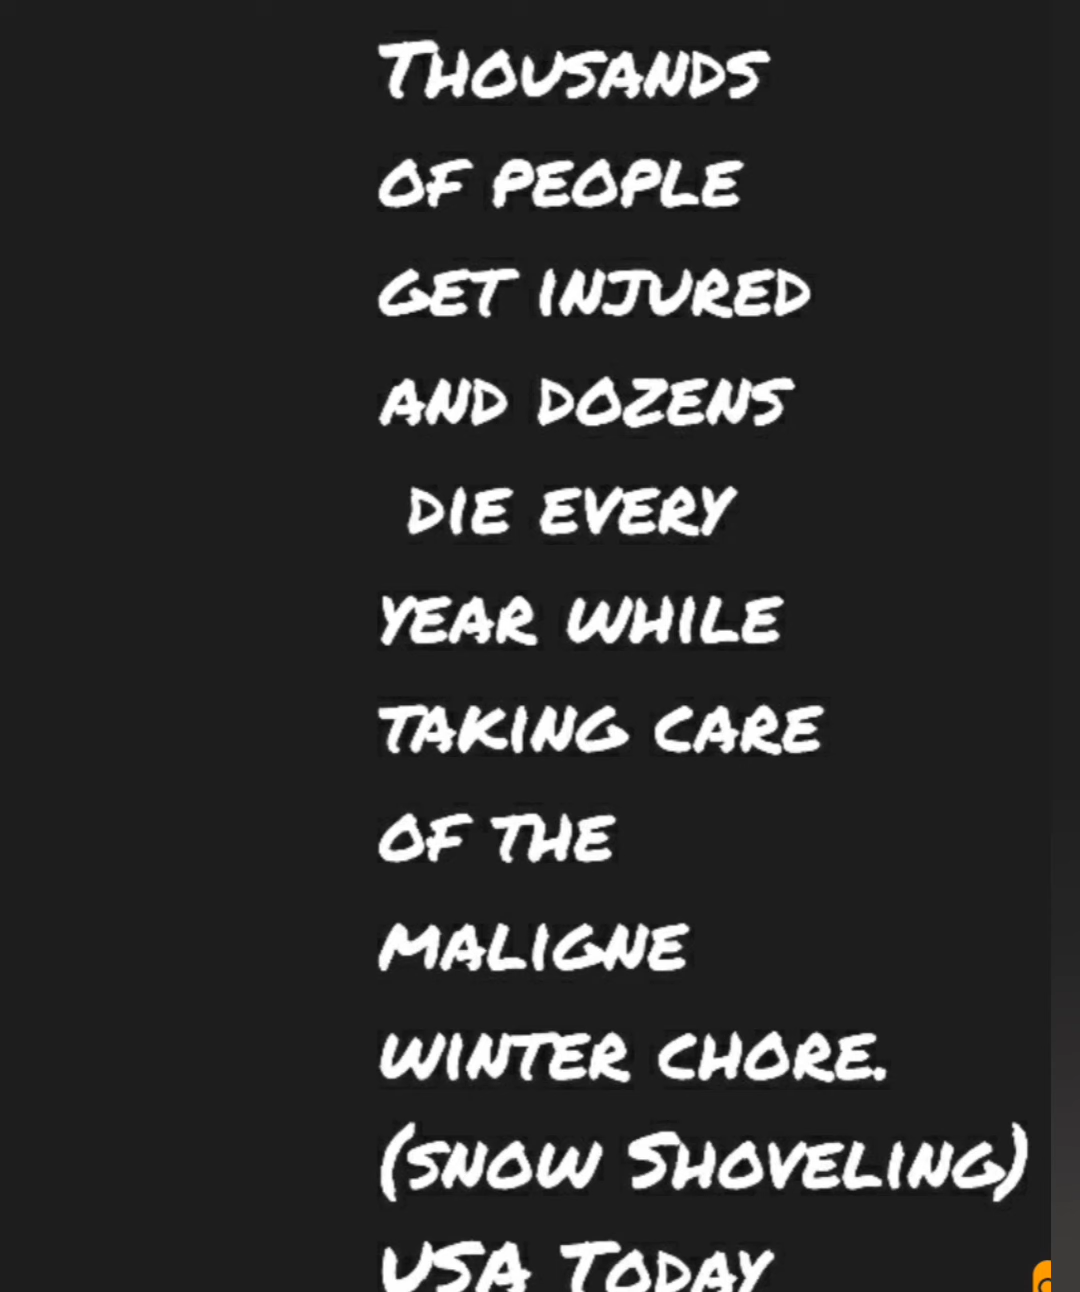 Thousands
of people
get injured
and dozens
die every
year while
taking care
of the
maligne
winter chore.
(snow Shoveling)
USA Today